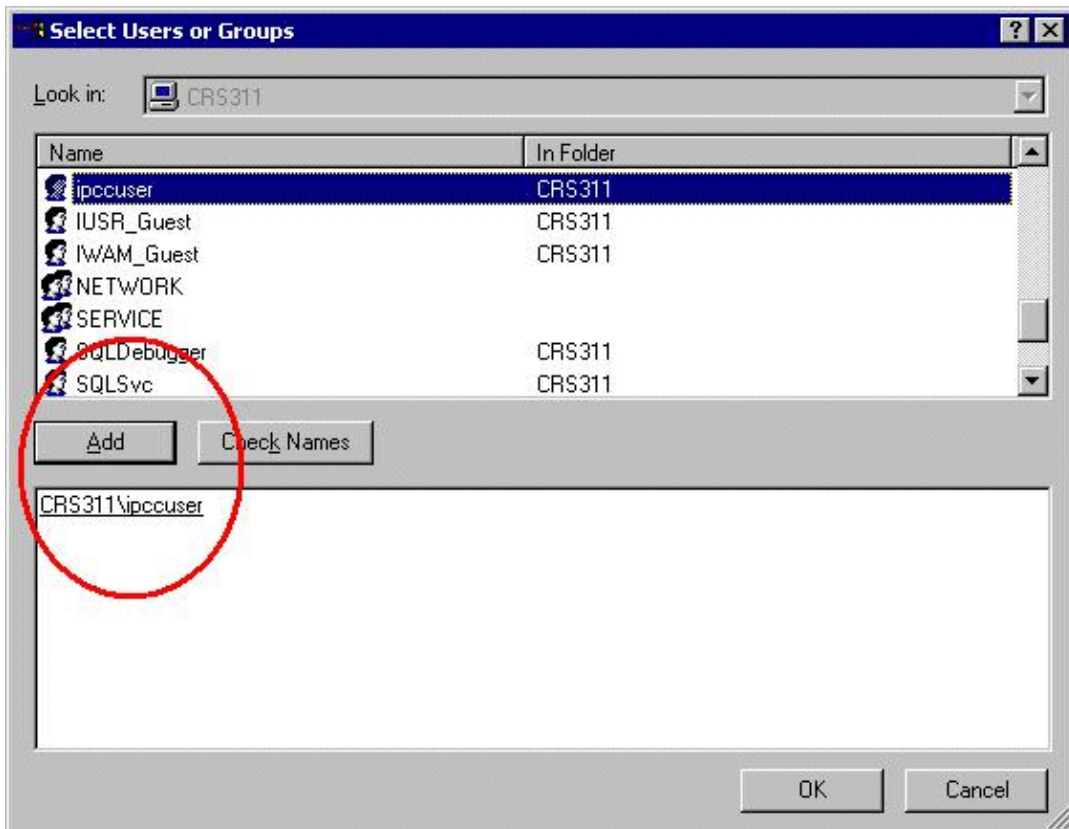 Select Users or Groups
Look in: CRS311
Name In Folder
ipccuser CRS311
IUSR_Guest CRS311
IWAM_Guest CRS311
NETWORK
SERVICE
SQLDebugger CRS311
SQLSvc CRS311
Add Check Names
CRS311\ipccuser
OK Cancel